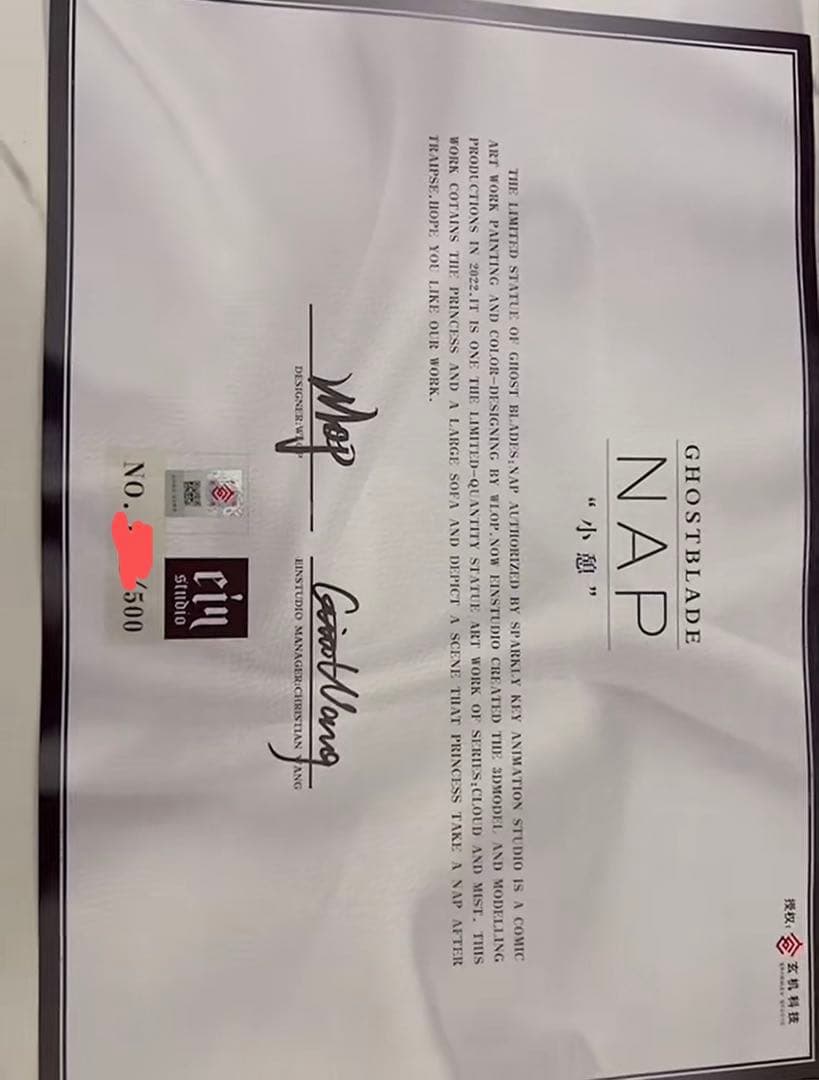 授权: 玄机科技
GHOSTBLADE
NAP
“小憩”
THE LIMITED STATUE OF GHOST BLADES:NAP AUTHORIZED BY SPARKLY KEY ANIMATION STUDIO IS A COMIC
ART WORK PAINTING AND COLOR-DESIGNING BY WLOP.NOW EINSTUDIO CREATED THE 3DMODEL AND MODELLING
PRODUCTIONS IN 2022.IT IS ONE THE LIMITED-QUANTITY STATUE ART WORK OF SERIES:CLOUD AND MIST. THIS
WORK COTAINS THE PRINCESS AND A LARGE SOFA AND DEPICT A SCENE THAT PRINCESS TAKE A NAP AFTER
TRAIPSE.HOPE YOU LIKE OUR WORK.
Wlop
DESIGNER:WLOP
EINSTUDIO MANAGER:CHRISTIAN WANG
ein
studio
NO. /500